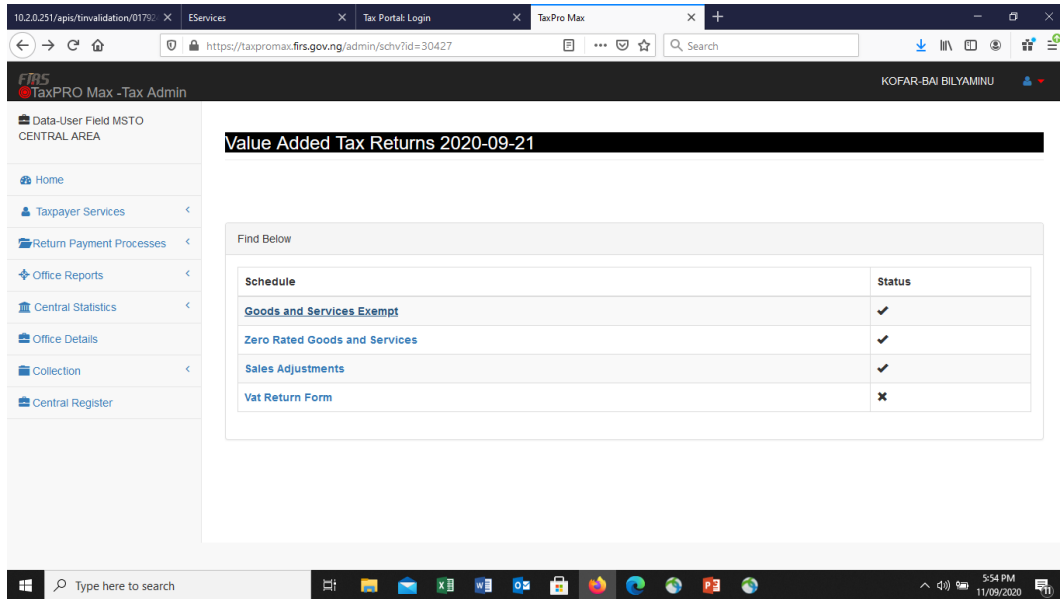 10.2.0.251/apis/tinvalidation/01792
EServices
Tax Portal: Login
TaxPro Max
https://taxpromax.firs.gov.ng/admin/schv?id=30427
Search
FIRS
TaxPRO Max -Tax Admin
KOFAR-BAI BILYAMINU
Data-User Field MSTO
CENTRAL AREA
Home
Taxpayer Services
Return Payment Processes
Office Reports
Central Statistics
Office Details
Collection
Central Register
Value Added Tax Returns 2020-09-21
Find Below
Schedule Status
Goods and Services Exempt
Zero Rated Goods and Services
Sales Adjustments
Vat Return Form
Type here to search
5:54 PM
11/09/2020